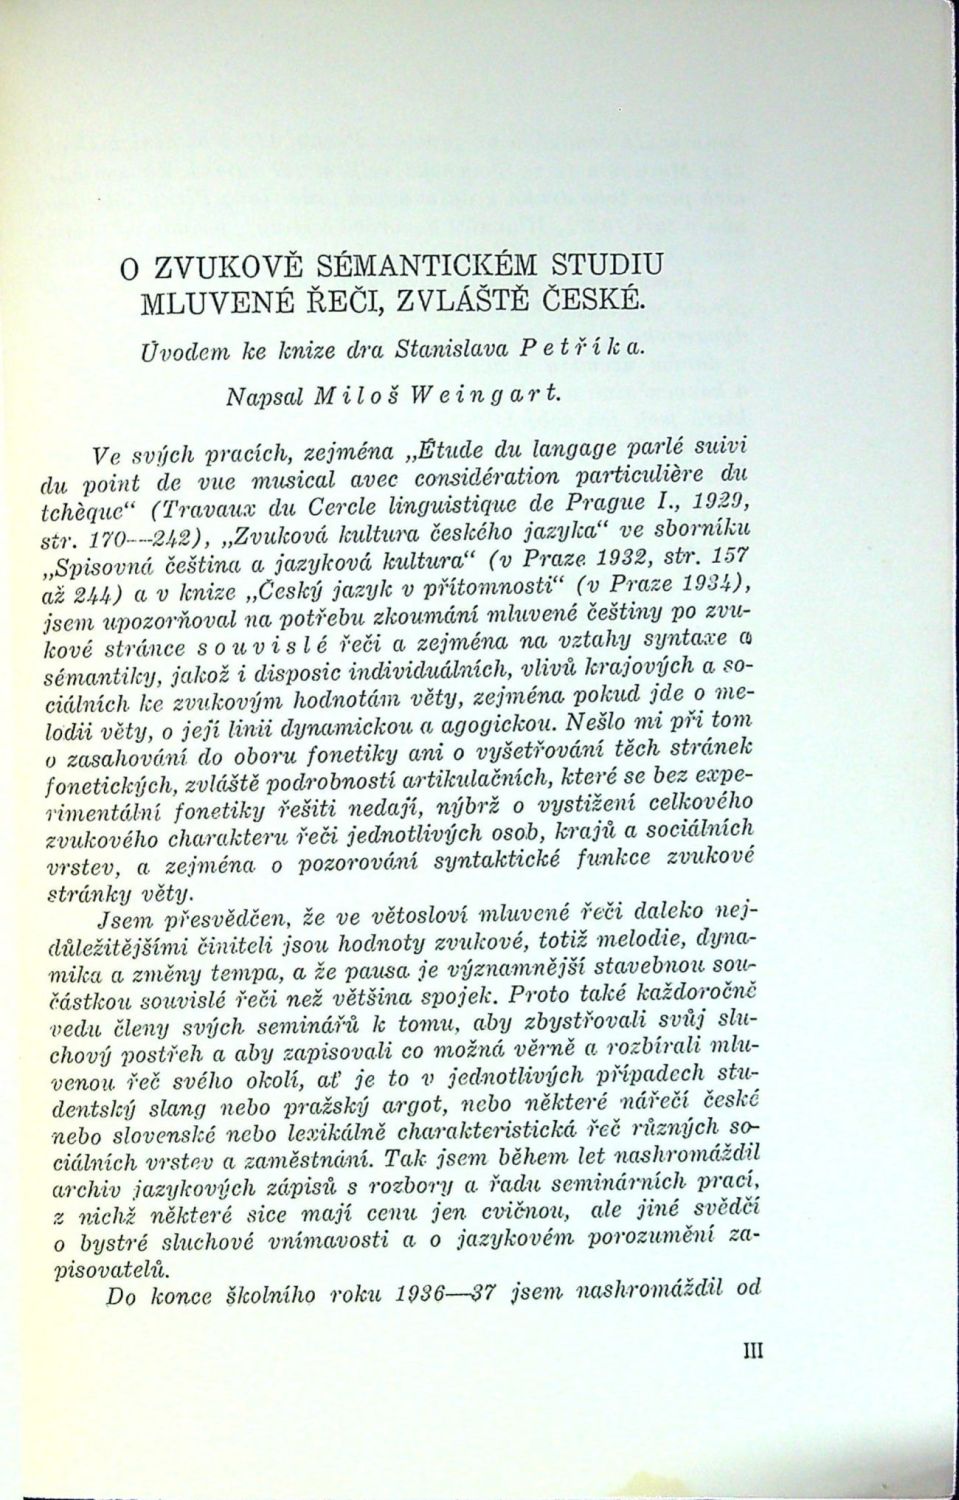 O ZVUKOVĚ SÉMANTICKÉM STUDIU
MLUVENÉ ŘEČI, ZVLÁŠTĚ ČESKÉ.
Úvodem ke knize dra Stanislava Petříka.
Napsal Miloš Weingart.
Ve svých pracích, zejména „Étude du langage parlé suivi
du point de vue musical avec considération particulière du
tchèque“ (Travaux du Cercle linguistique de Prague I., 1929,
str. 170—242), „Zvuková kultura českého jazyka“ ve sborníku
„Spisovná čeština a jazyková kultura“ (v Praze 1932, str. 157
až 244) a v knize „Český jazyk v přítomnosti“ (v Praze 1934),
jsem upozorňoval na potřebu zkoumání mluvené češtiny po zvu-
kové stránce souvislé řeči a zejména na vztahy syntaxe a
sémantiky, jakož i disposic individuálních, vlivů krajových a so-
ciálních ke zvukovým hodnotám věty, zejména pokud jde o me-
lodii věty, o její linii dynamickou a agogickou. Nešlo mi při tom
o zasahování do oboru fonetiky ani o vyšetřování těch stránek
fonetických, zvláště podrobností artikulačních, které se bez expe-
rimentální fonetiky řešiti nedají, nýbrž o vystižení celkového
zvukového charakteru řeči jednotlivých osob, krajů a sociálních
vrstev, a zejména o pozorování syntaktické funkce zvukové
stránky věty.
Jsem přesvědčen, že ve větosloví mluvené řeči daleko nej-
důležitějšími činiteli jsou hodnoty zvukové, totiž melodie, dyna-
mika a změny tempa, a že pausa je významnější stavebnou sou-
částkou souvislé řeči než většina spojek. Proto také každoročně
vedu členy svých seminářů k tomu, aby zbystřovali svůj slu-
chový postřeh a aby zapisovali co možná věrně a rozbírali mlu-
venou řeč svého okolí, ať je to v jednotlivých případech stu-
dentský slang nebo pražský argot, nebo některé nářečí české
nebo slovenské nebo lexikálně charakteristická řeč různých so-
ciálních vrstev a zaměstnání. Tak jsem během let nashromáždil
archiv jazykových zápisů s rozbory a řadu seminárních prací,
z nichž některé sice mají cenu jen cvičnou, ale jiné svědčí
o bystré sluchové vnímavosti a o jazykovém porozumění za-
pisovatelů.
Do konce školního roku 1936—37 jsem nashromáždil od
III